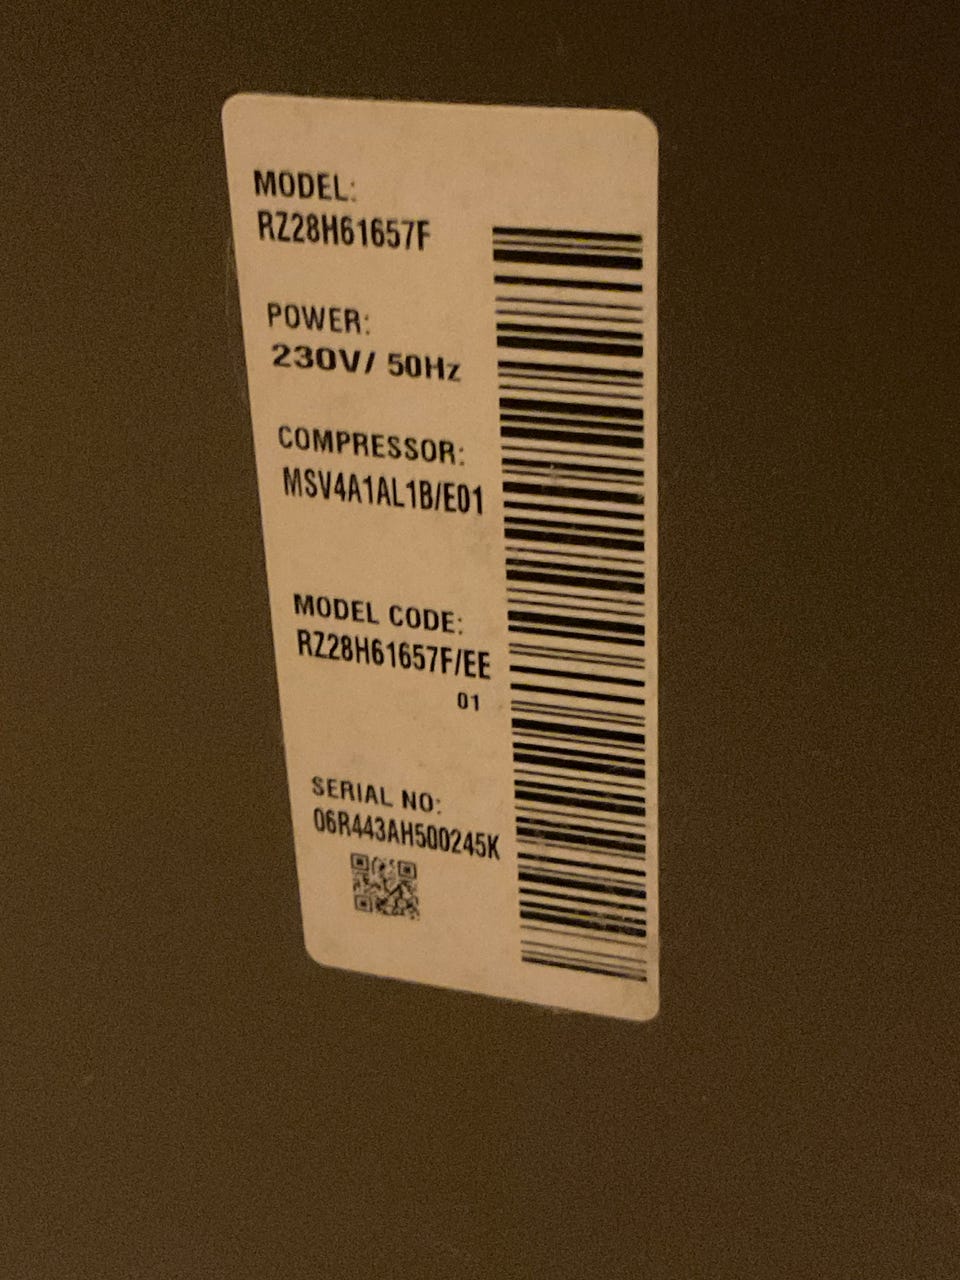 MODEL:
RZ28H61657F
POWER:
230V/ 50Hz
COMPRESSOR:
MSV4A1AL1B/E01
MODEL CODE:
RZ28H61657F/EE
01
SERIAL NO:
06R443AH500245K